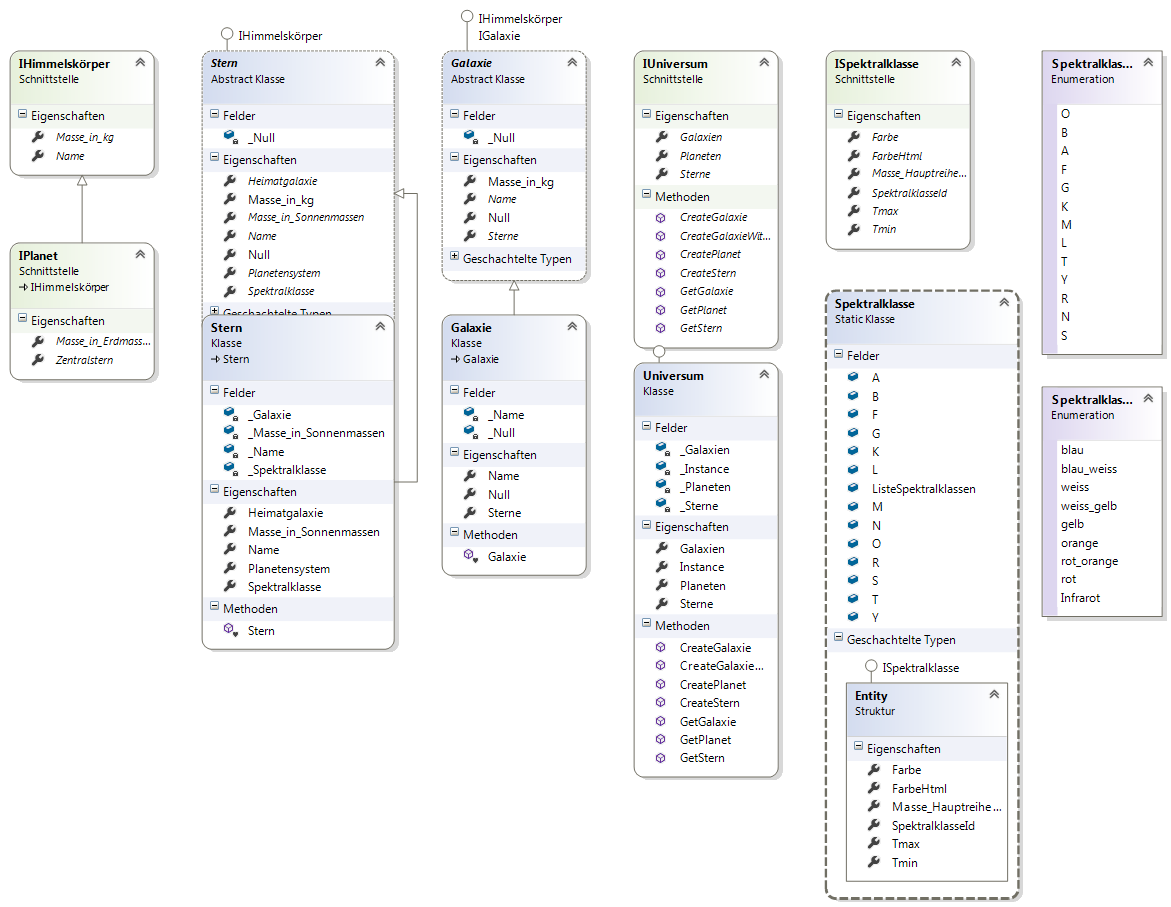 IHimmelskörper
Schnittstelle
Eigenschaften
Masse_in_kg
Name
IPlanet
Schnittstelle
IHimmelskörper
Eigenschaften
Masse_in_Erdmass...
Zentralstern
IHimmelskörper
Stern
Abstract Klasse
Felder
_Null
Eigenschaften
Heimatgalaxie
Masse_in_kg
Masse_in_Sonnenmassen
Name
Null
Planetensystem
Spektralklasse
Geschachtelte Typen
Stern
Klasse
Stern
Felder
_Galaxie
_Masse_in_Sonnenmassen
_Name
_Spektralklasse
Eigenschaften
Heimatgalaxie
Masse_in_Sonnenmassen
Name
Planetensystem
Spektralklasse
Methoden
Stern
IHimmelskörper
IGalaxie
Galaxie
Abstract Klasse
Felder
_Null
Eigenschaften
Masse_in_kg
Name
Null
Sterne
Geschachtelte Typen
Galaxie
Klasse
Galaxie
Felder
_Name
_Null
Eigenschaften
Name
Null
Sterne
Methoden
Galaxie
IUniversum
Schnittstelle
Eigenschaften
Galaxien
Planeten
Sterne
Methoden
CreateGalaxie
CreateGalaxieWit...
CreatePlanet
CreateStern
GetGalaxie
GetPlanet
GetStern
Universum
Klasse
Felder
_Galaxien
_Instance
_Planeten
_Sterne
Eigenschaften
Galaxien
Instance
Planeten
Sterne
Methoden
CreateGalaxie
CreateGalaxie...
CreatePlanet
CreateStern
GetGalaxie
GetPlanet
GetStern
ISpektralklasse
Schnittstelle
Eigenschaften
Farbe
FarbeHtml
Masse_Hauptreihe...
SpektralklasseId
Tmax
Tmin
Spektralklasse
Static Klasse
Felder
A
B
F
G
K
L
ListeSpektralklassen
M
N
O
R
S
T
Y
Geschachtelte Typen
ISpektralklasse
Entity
Struktur
Eigenschaften
Farbe
FarbeHtml
Masse_Hauptreihe...
SpektralklasseId
Tmax
Tmin
Spektralklas...
Enumeration
O
B
A
F
G
K
M
L
T
Y
R
N
S
Spektralklas...
Enumeration
blau
blau_weiss
weiss
weiss_gelb
gelb
orange
rot_orange
rot
Infrarot